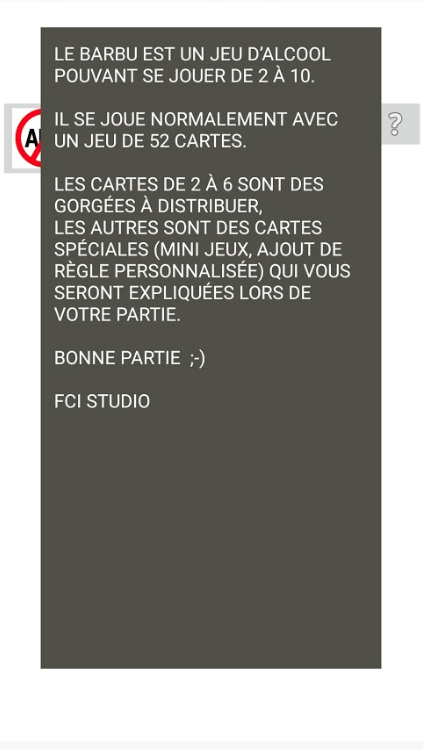 LE BARBU EST UN JEU D'ALCOOL
POUVANT SE JOUER DE 2 À 10.
IL SE JOUE NORMALEMENT AVEC
UN JEU DE 52 CARTES.
LES CARTES DE 2 À 6 SONT DES
GORGÉES À DISTRIBUER,
LES AUTRES SONT DES CARTES
SPÉCIALES (MINI JEUX, AJOUT DE
RÈGLE PERSONNALISÉE) QUI VOUS
SERONT EXPLIQUÉES LORS DE
VOTRE PARTIE.
BONNE PARTIE ;-)
FCI STUDIO
?